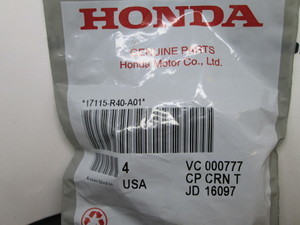 HONDA
GENUINE PARTS
Honda Motor Co., Ltd.
*17115-R40-A01*
4 VC 000777
USA CP CRN T
JD 16097